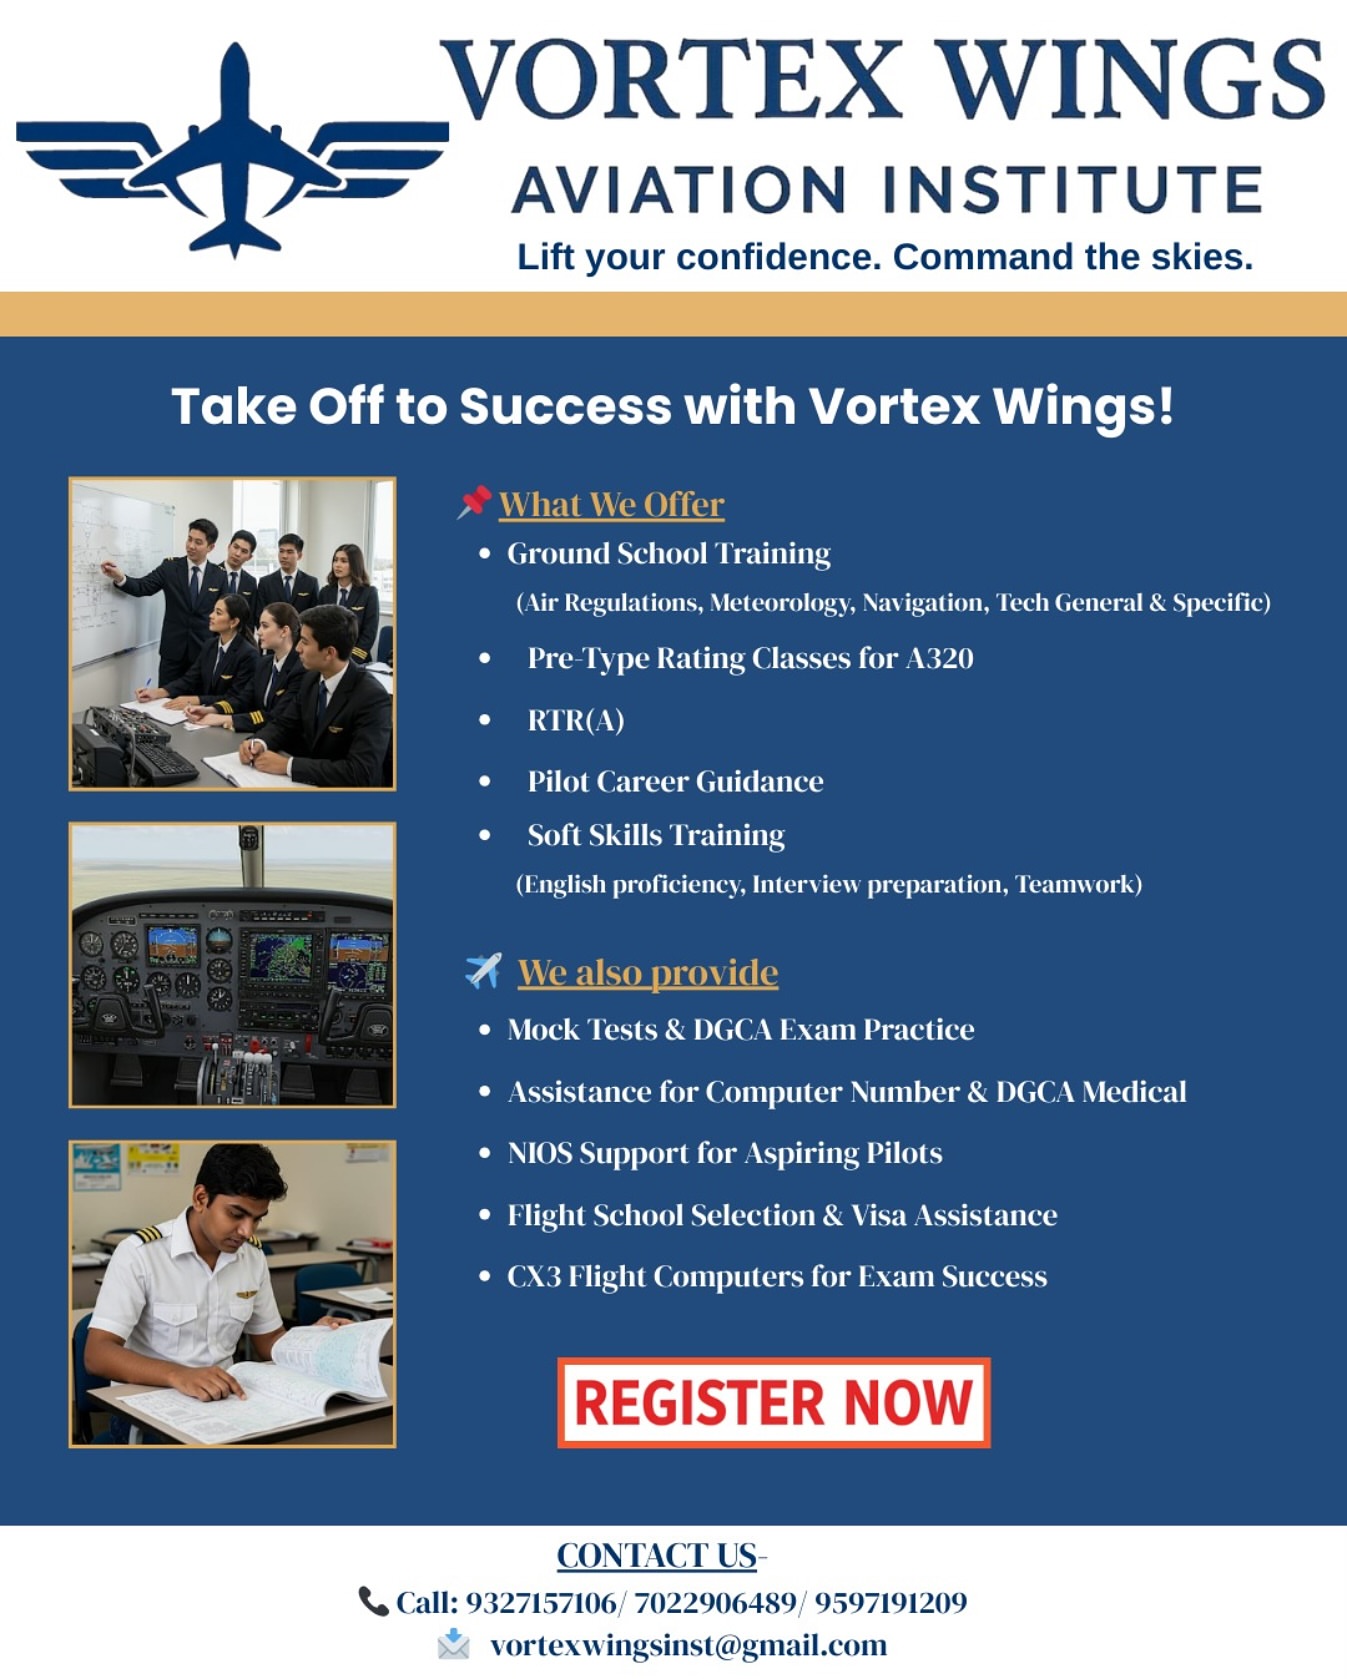 VORTEX WINGS
AVIATION INSTITUTE
Lift your confidence. Command the skies.
Take Off to Success with Vortex Wings!
What We Offer
• Ground School Training
(Air Regulations, Meteorology, Navigation, Tech General & Specific)
• Pre-Type Rating Classes for A320
• RTR(A)
• Pilot Career Guidance
• Soft Skills Training
(English proficiency, Interview preparation, Teamwork)
We also provide
• Mock Tests & DGCA Exam Practice
• Assistance for Computer Number & DGCA Medical
• NIOS Support for Aspiring Pilots
• Flight School Selection & Visa Assistance
• CX3 Flight Computers for Exam Success
REGISTER NOW
CONTACT US-
Call: 9327157106/ 7022906489/ 9597191209
vortexwingsinst@gmail.com